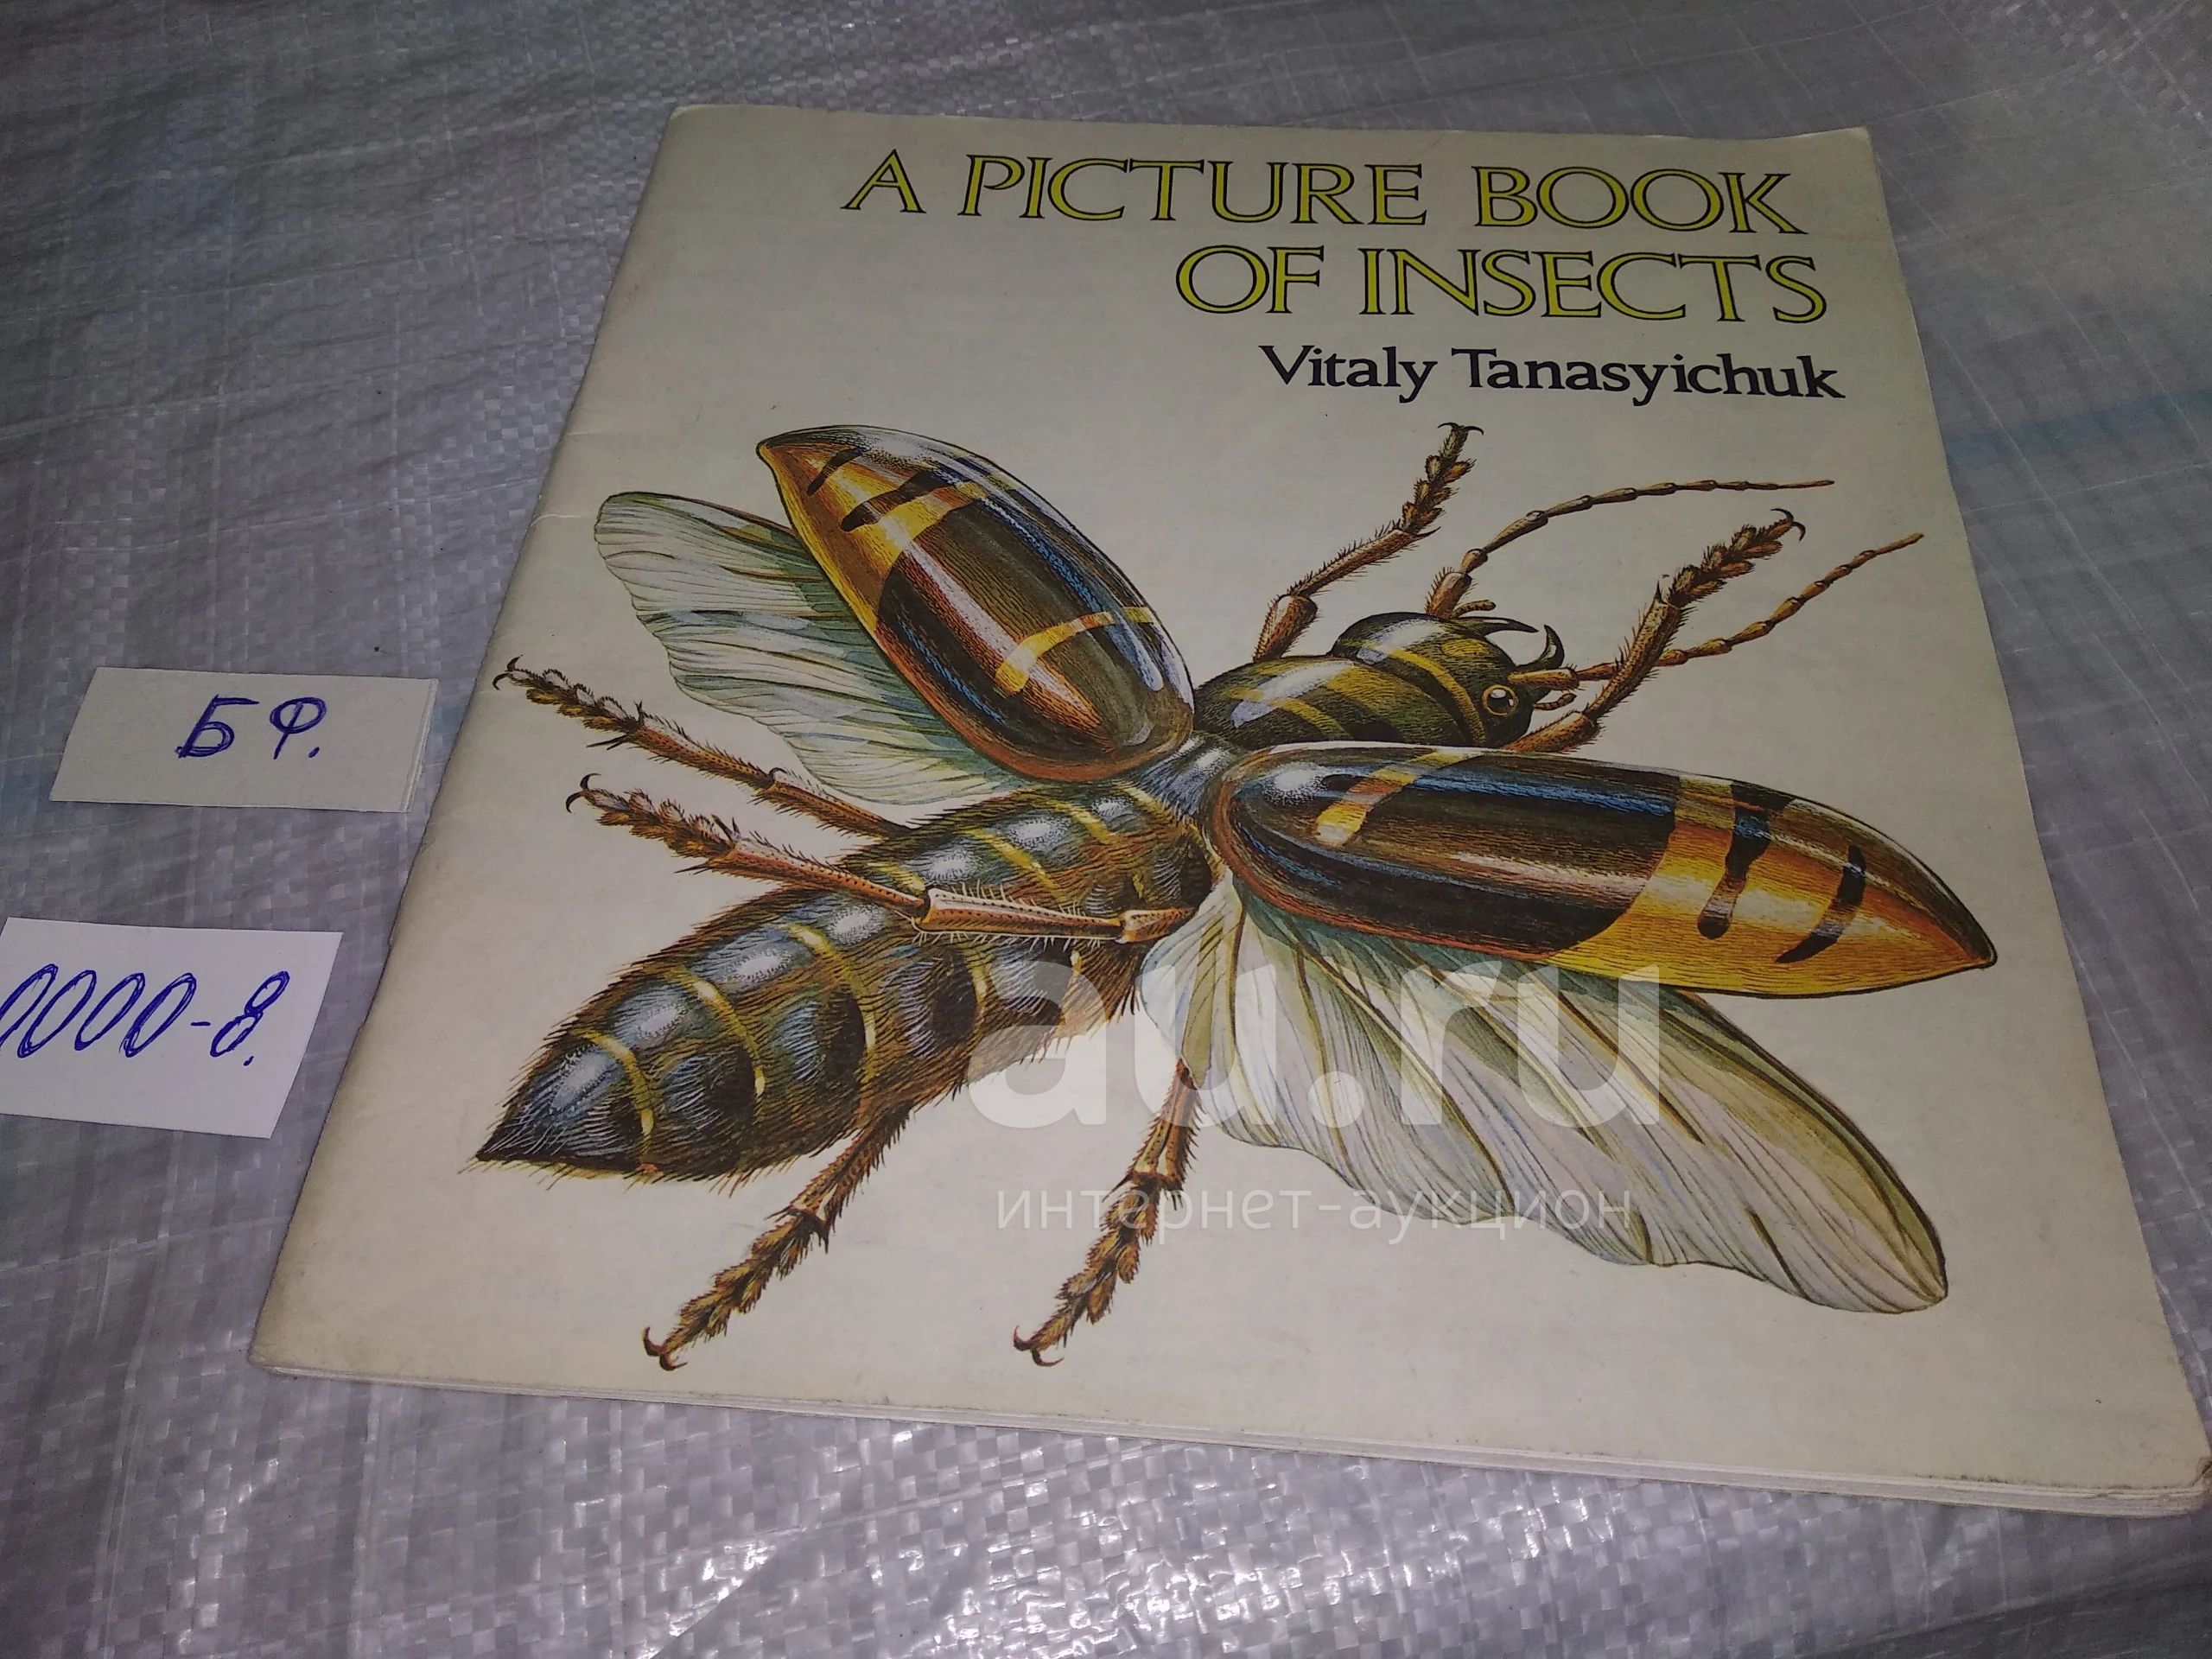 A PICTURE BOOK
OF INSECTS
Vitaly Tanasyichuk
БФ.
0000-8.
au.ru
интернет-аукцион